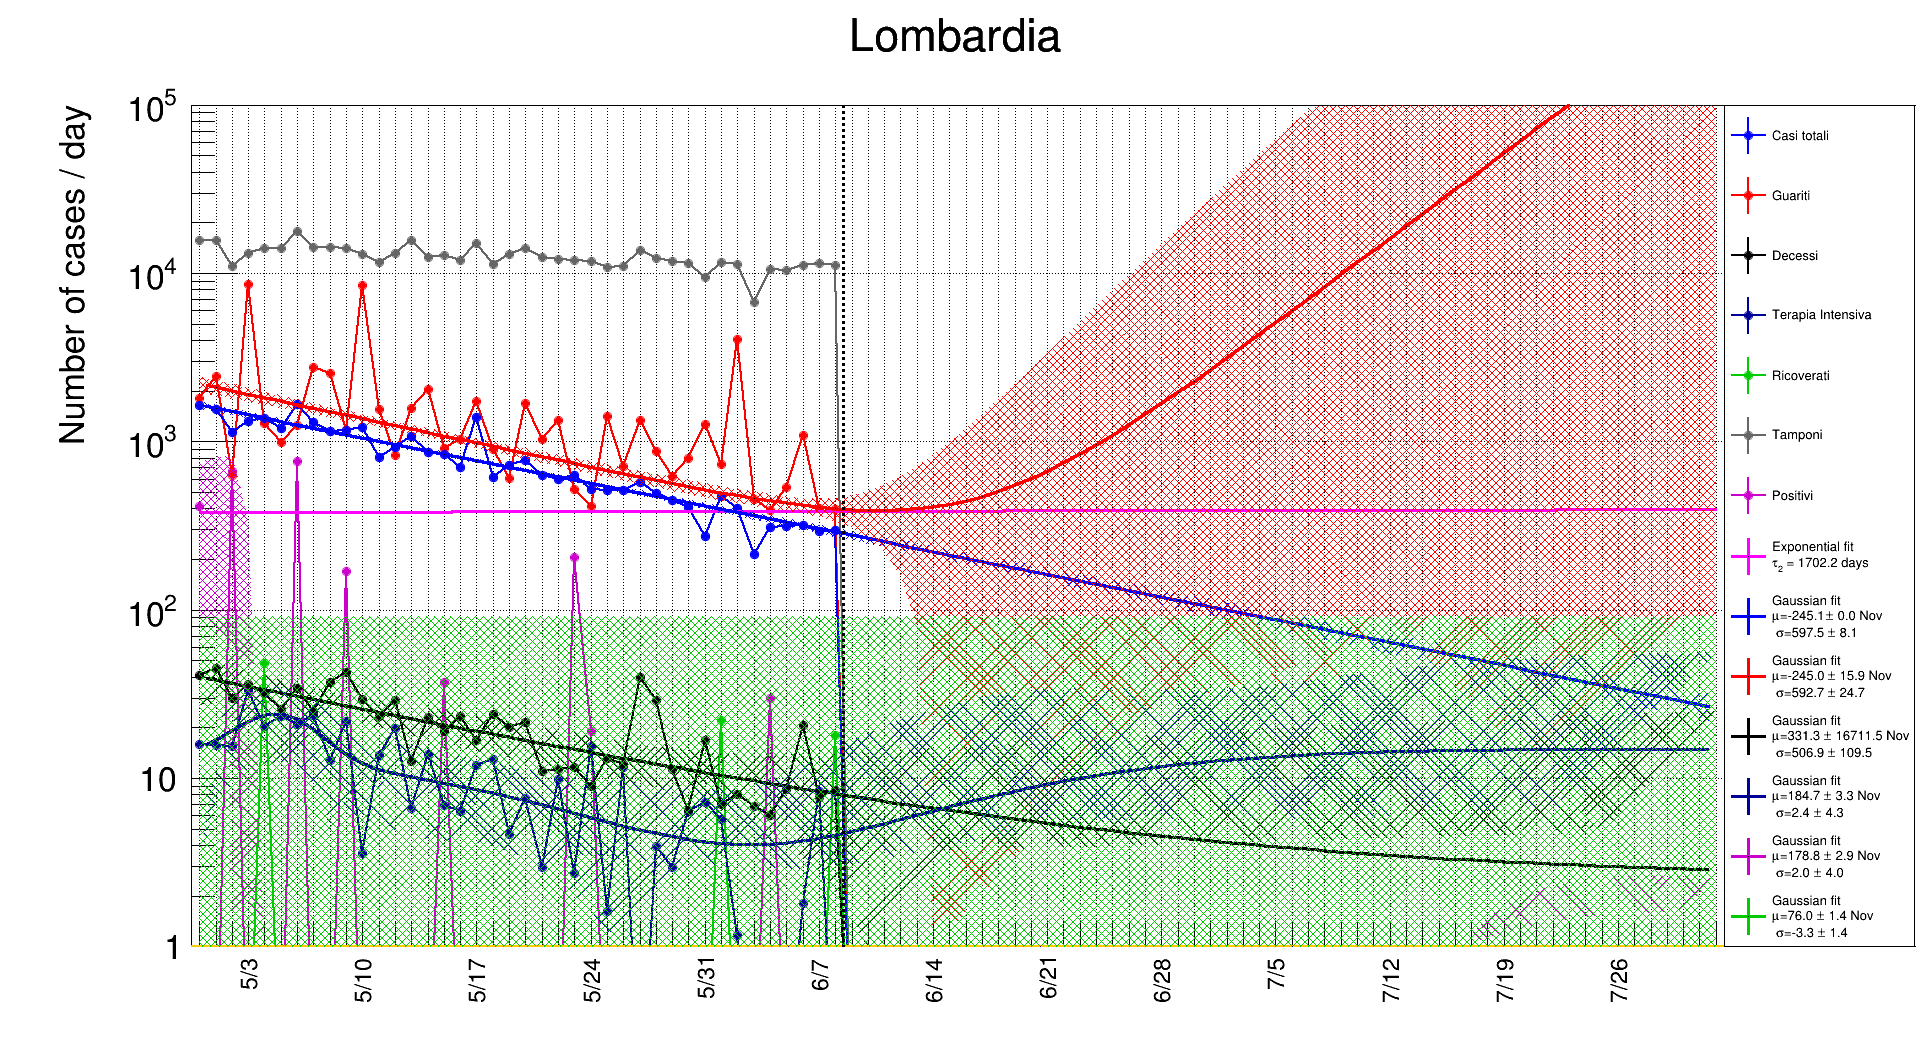 Lombardia
Number of cases / day
10^5
10^4
10^3
10^2
10
1
5/3
5/10
5/17
5/24
5/31
6/7
6/14
6/21
6/28
7/5
7/12
7/19
7/26
Casi totali
Guariti
Decessi
Terapia Intensiva
Ricoverati
Tamponi
Positivi
Exponential fit
τ₂ = 1702.2 days
Gaussian fit
μ=-245.1 ± 0.0 Nov
σ=597.5 ± 8.1
Gaussian fit
μ=-245.0 ± 15.9 Nov
σ=592.7 ± 24.7
Gaussian fit
μ=331.3 ± 16711.5 Nov
σ=506.9 ± 109.5
Gaussian fit
μ=184.7 ± 3.3 Nov
σ=2.4 ± 4.3
Gaussian fit
μ=178.8 ± 2.9 Nov
σ=2.0 ± 4.0
Gaussian fit
μ=76.0 ± 1.4 Nov
σ=-3.3 ± 1.4